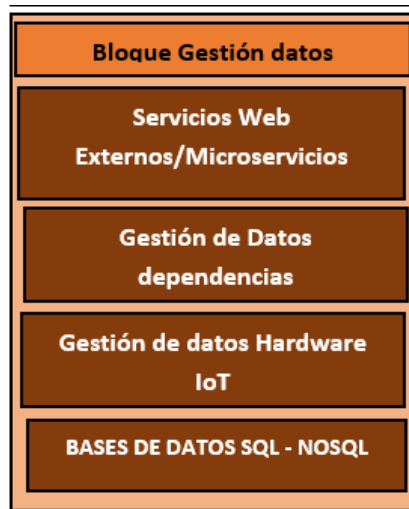 Bloque Gestión datos
Servicios Web
Externos/Microservicios
Gestión de Datos
dependencias
Gestión de datos Hardware
IoT
BASES DE DATOS SQL - NOSQL